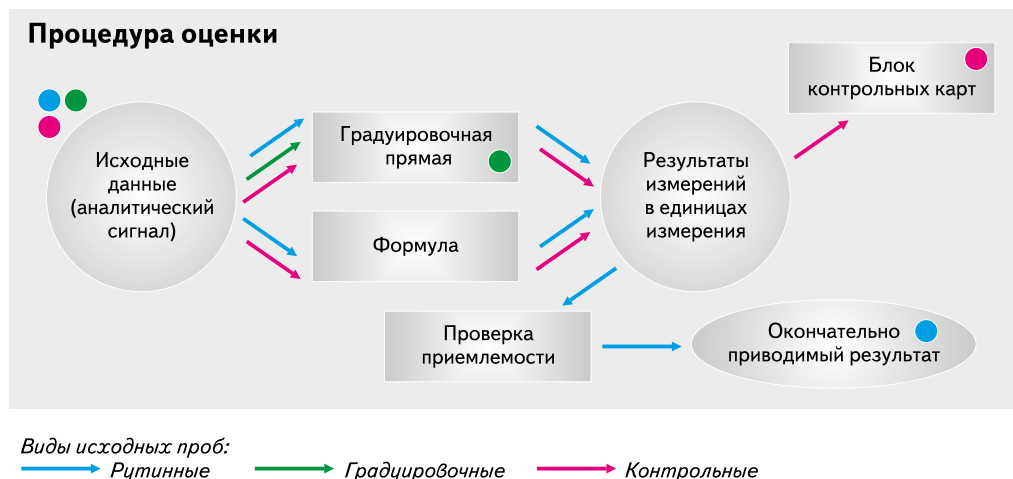 Процедура оценки
Блок
контрольных карт
Исходные
данные
(аналитический
сигнал)
Градуировочная
прямая
Результаты
измерений
в единицах
измерения
Формула
Проверка
приемлемости
Окончательно
приводимый результат
Виды исходных проб:
Рутинные
Градуировочные
Контрольные